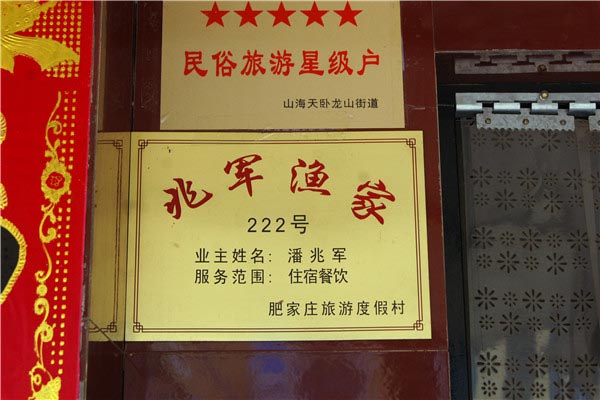 ★★★★★
民俗旅游星级户
山海天卧龙山街道
兆军渔家
222号
业主姓名：潘兆军
服务范围：住宿餐饮
肥家庄旅游度假村